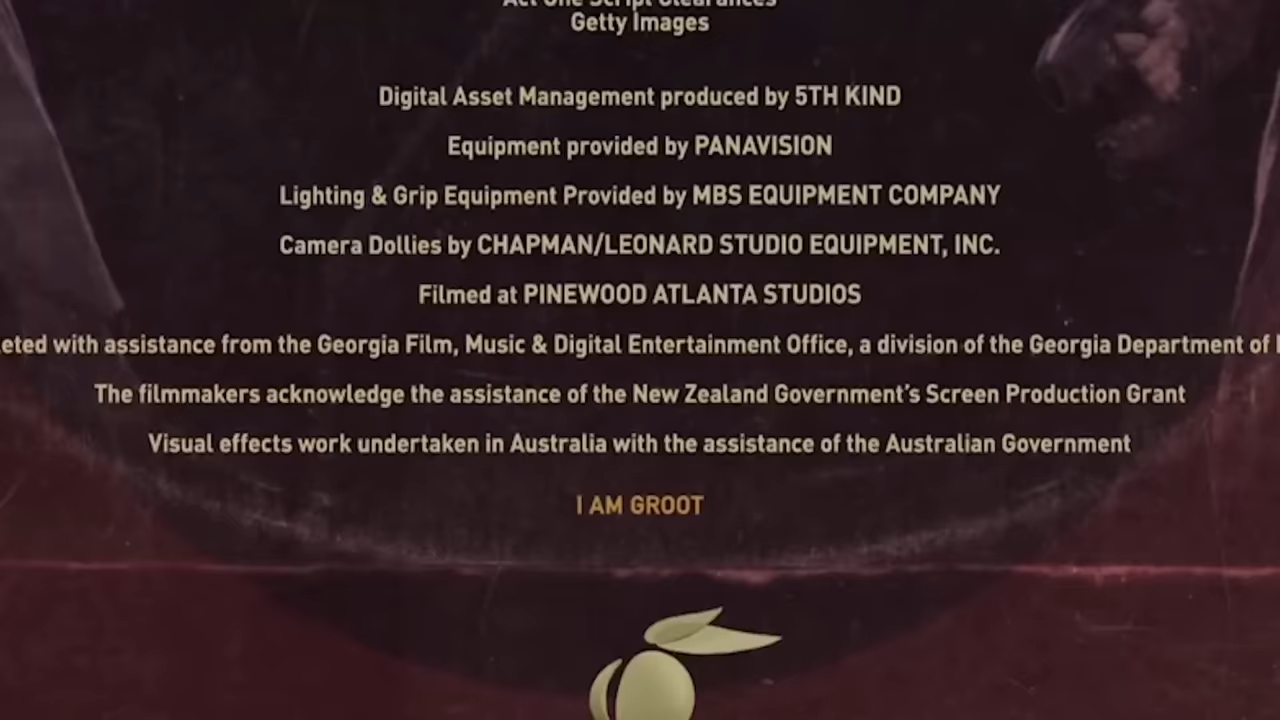 Act One Script Clearances
Getty Images
Digital Asset Management produced by 5TH KIND
Equipment provided by PANAVISION
Lighting & Grip Equipment Provided by MBS EQUIPMENT COMPANY
Camera Dollies by CHAPMAN/LEONARD STUDIO EQUIPMENT, INC.
Filmed at PINEWOOD ATLANTA STUDIOS
eted with assistance from the Georgia Film, Music & Digital Entertainment Office, a division of the Georgia Department of
The filmmakers acknowledge the assistance of the New Zealand Government's Screen Production Grant
Visual effects work undertaken in Australia with the assistance of the Australian Government
I AM GROOT